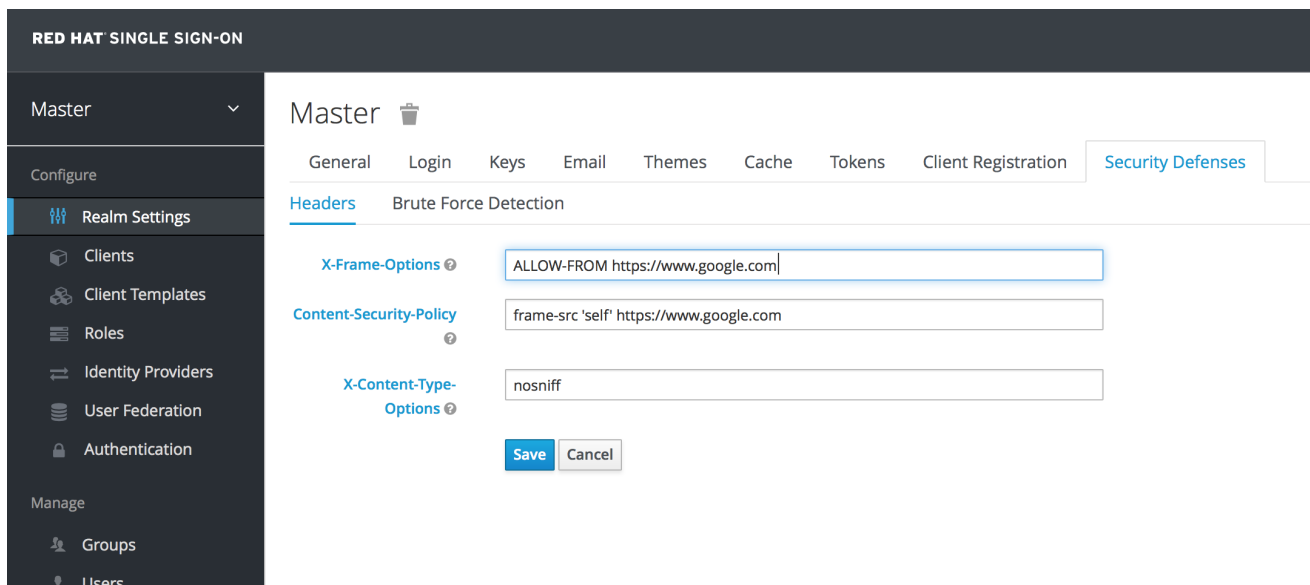 RED HAT SINGLE SIGN-ON
Master
Configure
Realm Settings
Clients
Client Templates
Roles
Identity Providers
User Federation
Authentication
Manage
Groups
Users
Master
General Login Keys Email Themes Cache Tokens Client Registration Security Defenses
Headers Brute Force Detection
X-Frame-Options ? ALLOW-FROM https://www.google.com
Content-Security-Policy ? frame-src 'self' https://www.google.com
X-Content-Type-
Options ? nosniff
Save Cancel